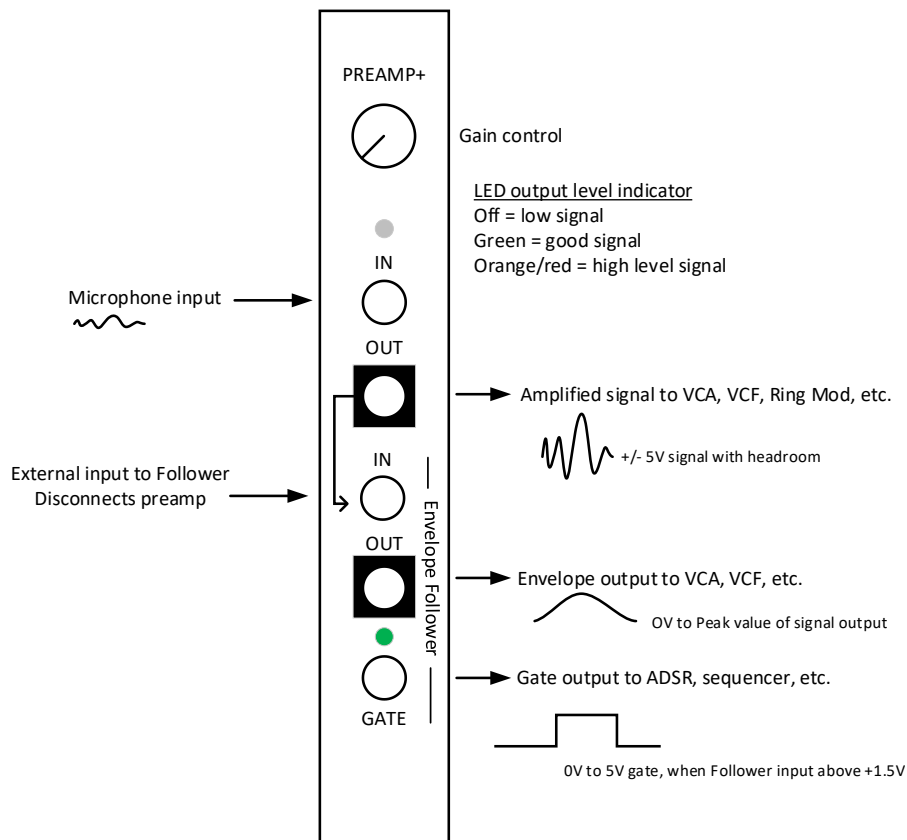 PREAMP+
Gain control
LED output level indicator
Off = low signal
Green = good signal
Orange/red = high level signal
IN
Microphone input
OUT
Amplified signal to VCA, VCF, Ring Mod, etc.
+/- 5V signal with headroom
IN
External input to Follower
Disconnects preamp
Envelope Follower
OUT
Envelope output to VCA, VCF, etc.
0V to Peak value of signal output
Gate output to ADSR, sequencer, etc.
GATE
0V to 5V gate, when Follower input above +1.5V